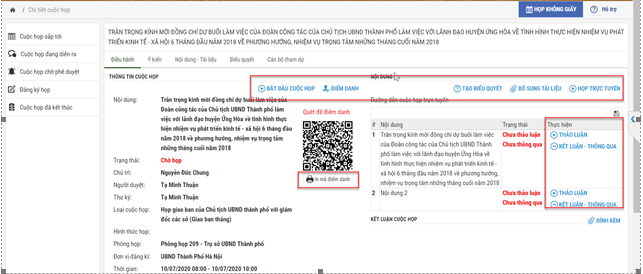 Chi tiết cuộc họp
HỌP KHÔNG GIẤY
Hỗ trợ
Cuộc họp sắp tới
Cuộc họp đang diễn ra
Cuộc họp chờ phê duyệt
Đăng ký họp
Cuộc họp đã kết thúc
TRÂN TRỌNG KÍNH MỜI ĐỒNG CHÍ DỰ BUỔI LÀM VIỆC CỦA ĐOÀN CÔNG TÁC CỦA CHỦ TỊCH UBND THÀNH PHỐ LÀM VIỆC VỚI LÃNH ĐẠO HUYỆN ỨNG HÒA VỀ TÌNH HÌNH THỰC HIỆN NHIỆM VỤ PHÁT
TRIỂN KINH TẾ - XÃ HỘI 6 THÁNG ĐẦU NĂM 2018 VỀ PHƯƠNG HƯỚNG, NHIỆM VỤ TRỌNG TÂM NHỮNG THÁNG CUỐI NĂM 2018
Điều hành
Ý kiến
Nội dung - Tài liệu
Biểu quyết
Cán bộ tham dự
THÔNG TIN CUỘC HỌP
Nội dung:
Trân trọng kính mời đồng chí dự buổi làm việc của
Đoàn công tác của Chủ tịch UBND Thành phố làm
việc với lãnh đạo huyện Ứng Hòa về tình hình thực
hiện nhiệm vụ phát triển kinh tế - xã hội 6 tháng đầu
năm 2018 về phương hướng, nhiệm vụ trọng tâm
những tháng cuối năm 2018
Trạng thái:
Chờ họp
Chủ trì:
Nguyễn Đức Chung
Người duyệt:
Tạ Minh Thuận
Thư ký:
Tạ Minh Thuận
Loại cuộc họp:
Họp giao ban của Chủ tịch UBND thành phố với giám
đốc các sở (Giao ban tháng)
Hình thức họp:
Phòng họp:
Phòng họp 209 - Trụ sở UBND Thành phố
Đơn vị đăng kí:
UBND Thành Phố Hà Nội
Thời gian:
10/07/2020 08:00 - 10/07/2020 10:00
BẮT ĐẦU CUỘC HỌP
ĐIỂM DANH
Quét để điểm danh
In mã điểm danh
NỘI DUNG
TẠO BIỂU QUYẾT
BỔ SUNG TÀI LIỆU
HỌP TRỰC TUYẾN
Đường dẫn cuộc họp trực tuyến
#
Nội dung
Trạng thái
Thực hiện
1
Trân trọng kính mời đồng chí dự buổi làm việc
của Đoàn công tác của Chủ tịch UBND Thành
phố làm việc với lãnh đạo huyện Ứng Hòa về
tình hình thực hiện nhiệm vụ phát triển kinh tế -
xã hội 6 tháng đầu năm 2018 về phương hướng,
nhiệm vụ trọng tâm những tháng cuối năm 2018
Chưa thảo luận
Chưa thông qua
THẢO LUẬN
KẾT LUẬN - THÔNG QUA
2
Nội dung 2
Chưa thảo luận
Chưa thông qua
THẢO LUẬN
KẾT LUẬN - THÔNG QUA
KẾT LUẬN CUỘC HỌP
ĐÍNH KÈM